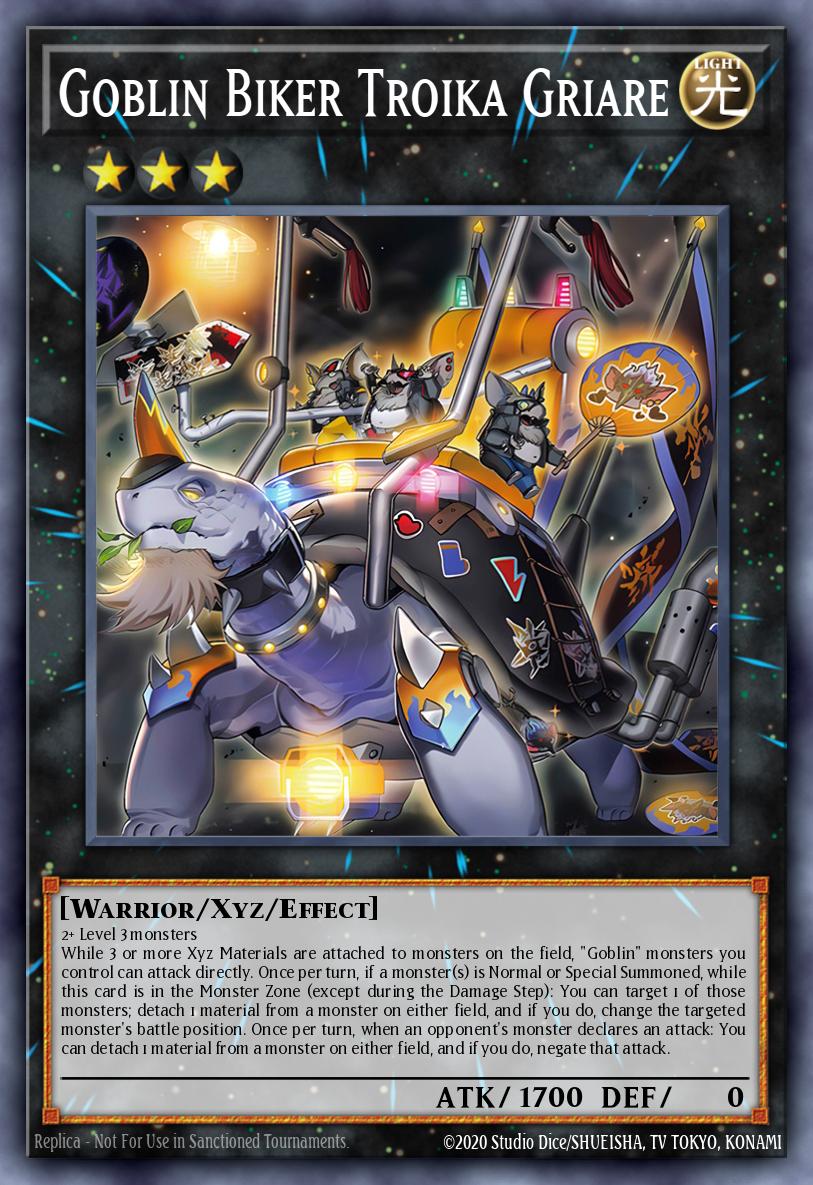 Goblin Biker Troika Griare
LIGHT
光
[Warrior/Xyz/Effect]
2+ Level 3 monsters
While 3 or more Xyz Materials are attached to monsters on the field, "Goblin" monsters you
control can attack directly. Once per turn, if a monster(s) is Normal or Special Summoned, while
this card is in the Monster Zone (except during the Damage Step): You can target 1 of those
monsters; detach 1 material from a monster on either field, and if you do, change the targeted
monster's battle position. Once per turn, when an opponent's monster declares an attack: You
can detach 1 material from a monster on either field, and if you do, negate that attack.
ATK/ 1700 DEF/ 0
Replica - Not For Use in Sanctioned Tournaments.
©2020 Studio Dice/SHUEISHA, TV TOKYO, KONAMI